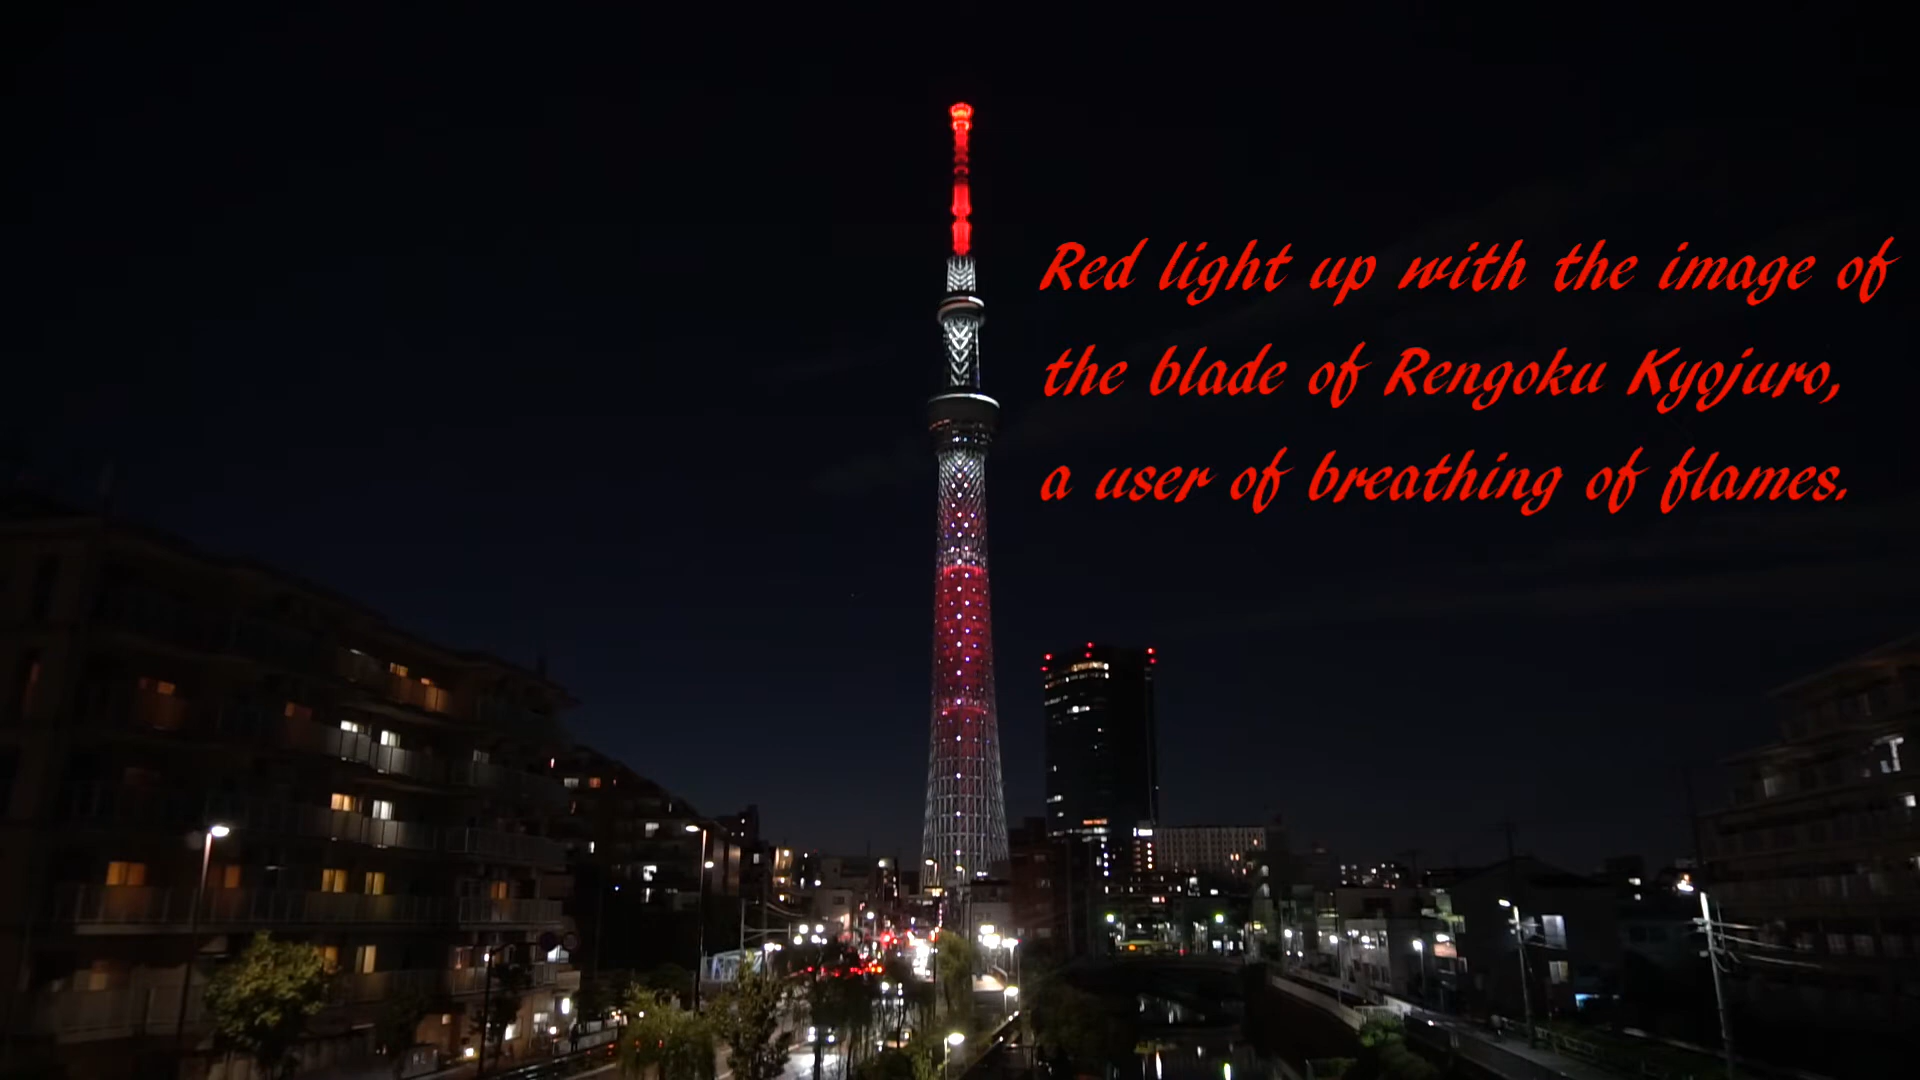 Red light up with the image of
the blade of Rengoku Kyojuro,
a user of breathing of flames.